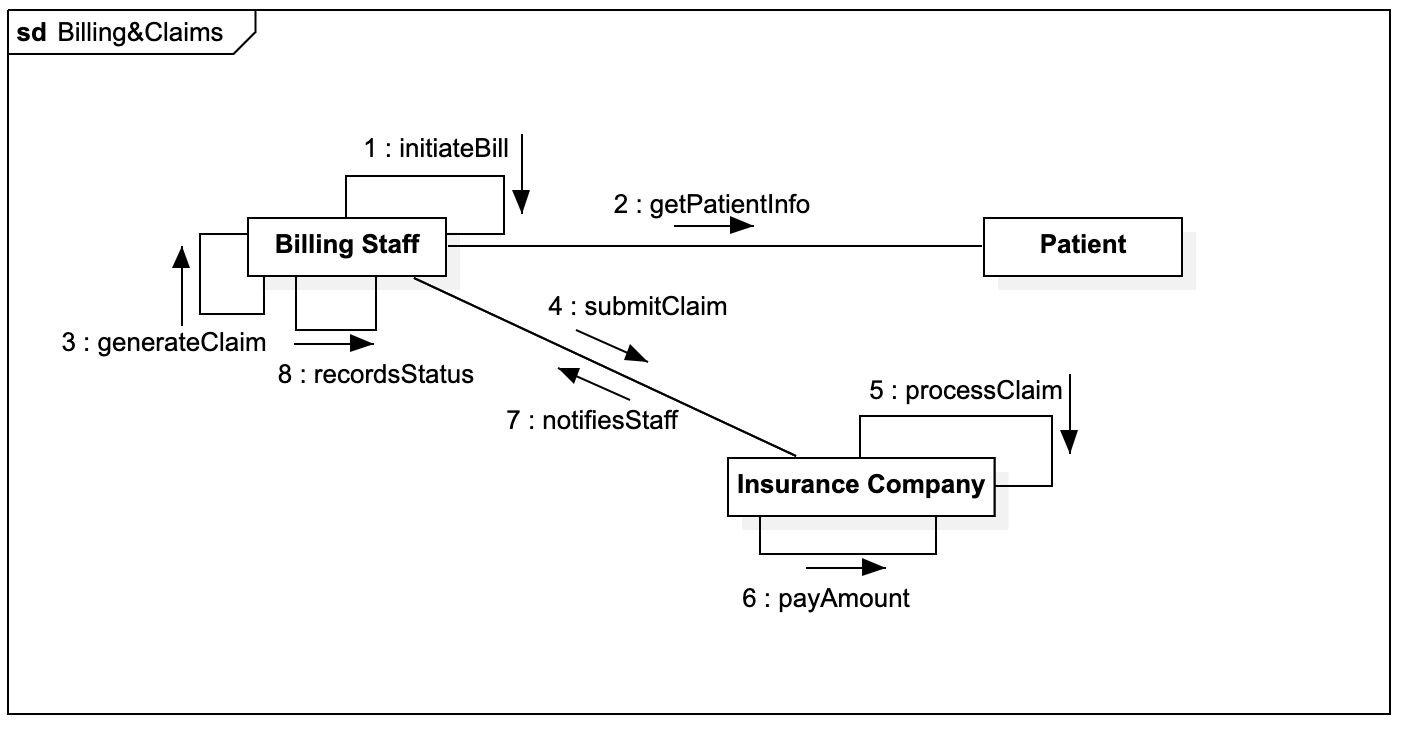 sd Billing&Claims
1 : initiateBill
2 : getPatientInfo
Billing Staff
Patient
4 : submitClaim
3 : generateClaim
8 : recordsStatus
5 : processClaim
7 : notifiesStaff
Insurance Company
6 : payAmount